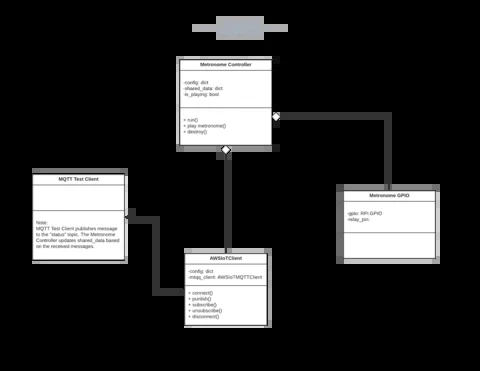 Metronome Controller
-config: dict
-shared_data: dict
-is_playing: bool
+ run()
+ play metronome()
+ destroy()
MQTT Test Client
Note:
MQTT Test Client publishes message
to the "status" topic. The Metronome
Controller updates shared_data based
on the received messages.
Metronome GPIO
-gpio: RPi.GPIO
-relay_pin:
AWSIoTClient
-config: dict
-mqq_client: AWSIoTMQTTClient
+ connect()
+ publish()
+ subscribe()
+ unsubscribe()
+ disconnect()